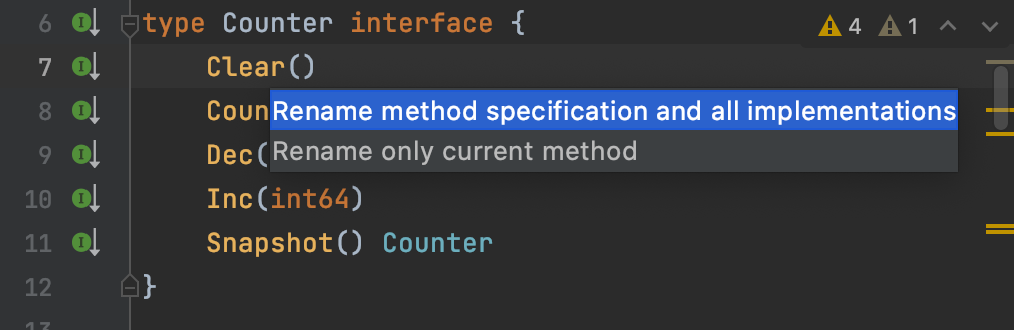 6 type Counter interface {
4 1
7 Clear()
8 Coun
Rename method specification and all implementations
9 Dec(
Rename only current method
10 Inc(int64)
11 Snapshot() Counter
12 }
13